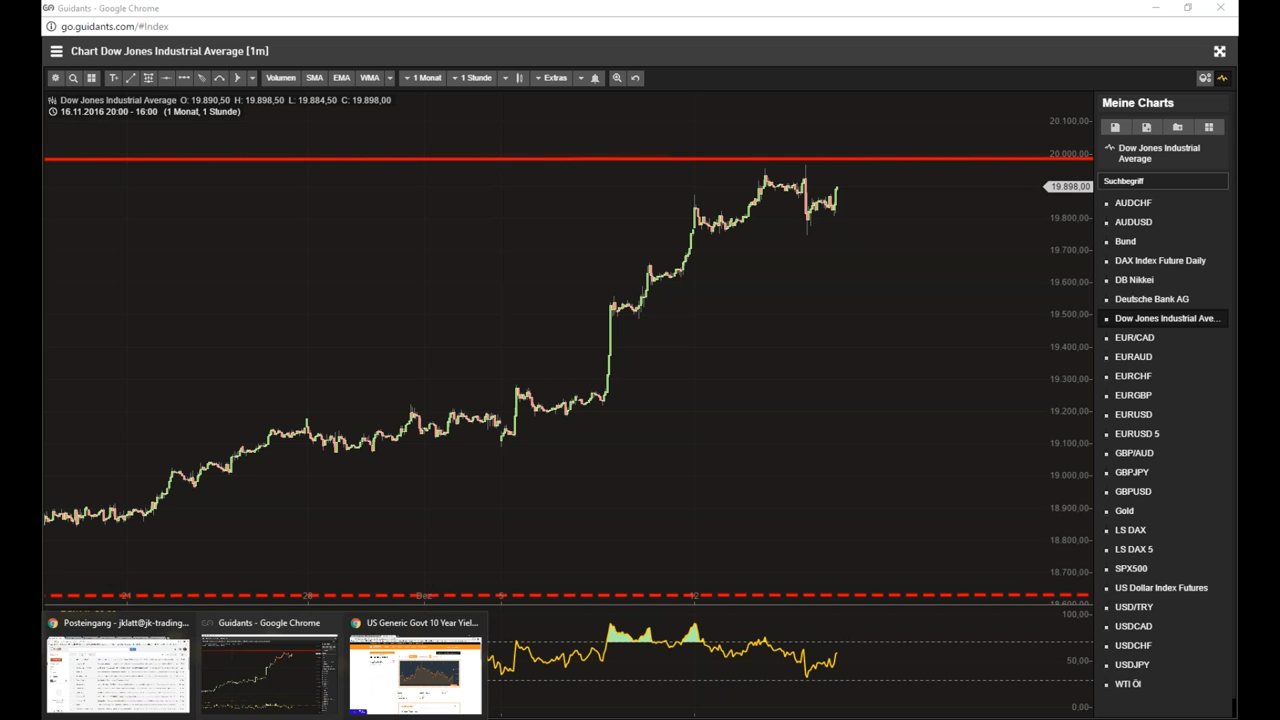 Guidants - Google Chrome
go.guidants.com/#Index
Chart Dow Jones Industrial Average [1m]
Volumen SMA EMA WMA 1 Monat 1 Stunde Extras
Dow Jones Industrial Average O: 19.890,50 H: 19.898,50 L: 19.884,50 C: 19.898,00
16.11.2016 20:00 - 16:00 (1 Monat, 1 Stunde)
20.100,00
20.000,00
19.898,00
19.800,00
19.700,00
19.600,00
19.500,00
19.400,00
19.300,00
19.200,00
19.100,00
19.000,00
18.900,00
18.800,00
18.700,00
18.600,00
24 28 Dez 5 12
100,00
50,00
0,00
Meine Charts
Dow Jones Industrial
Average
Suchbegriff
AUDCHF
AUDUSD
Bund
DAX Index Future Daily
DB Nikkei
Deutsche Bank AG
Dow Jones Industrial Ave...
EUR/CAD
EURAUD
EURCHF
EURGBP
EURUSD
EURUSD 5
GBP/AUD
GBPJPY
GBPUSD
Gold
LS DAX
LS DAX 5
SPX500
US Dollar Index Futures
USD/TRY
USDCAD
USDCHF
USDJPY
WTI Öl
Posteingang - jklatt@jk-trading...
Guidants - Google Chrome
US Generic Govt 10 Year Yiel...